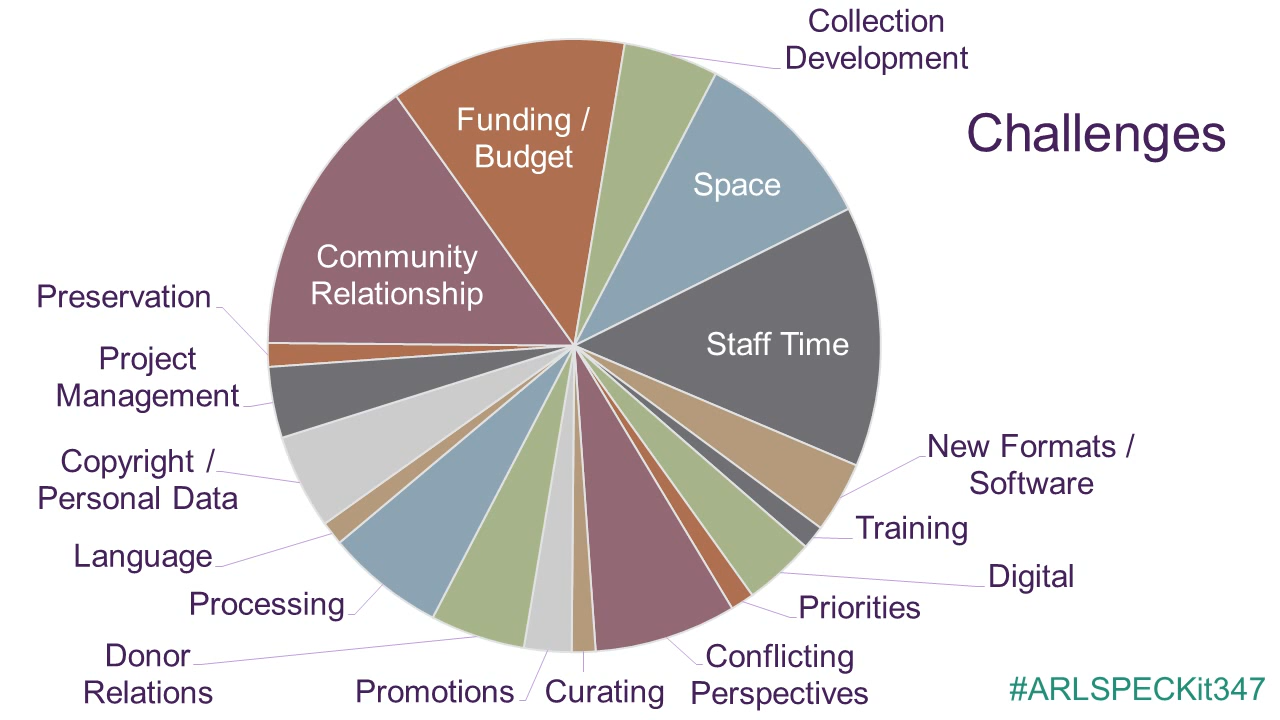 Collection
Development
Challenges
Funding /
Budget
Space
Community
Relationship
Staff Time
Preservation
Project
Management
Copyright /
Personal Data
Language
Processing
Donor
Relations
Promotions
Curating
Conflicting
Perspectives
Priorities
Digital
Training
New Formats /
Software
#ARLSPECKit347